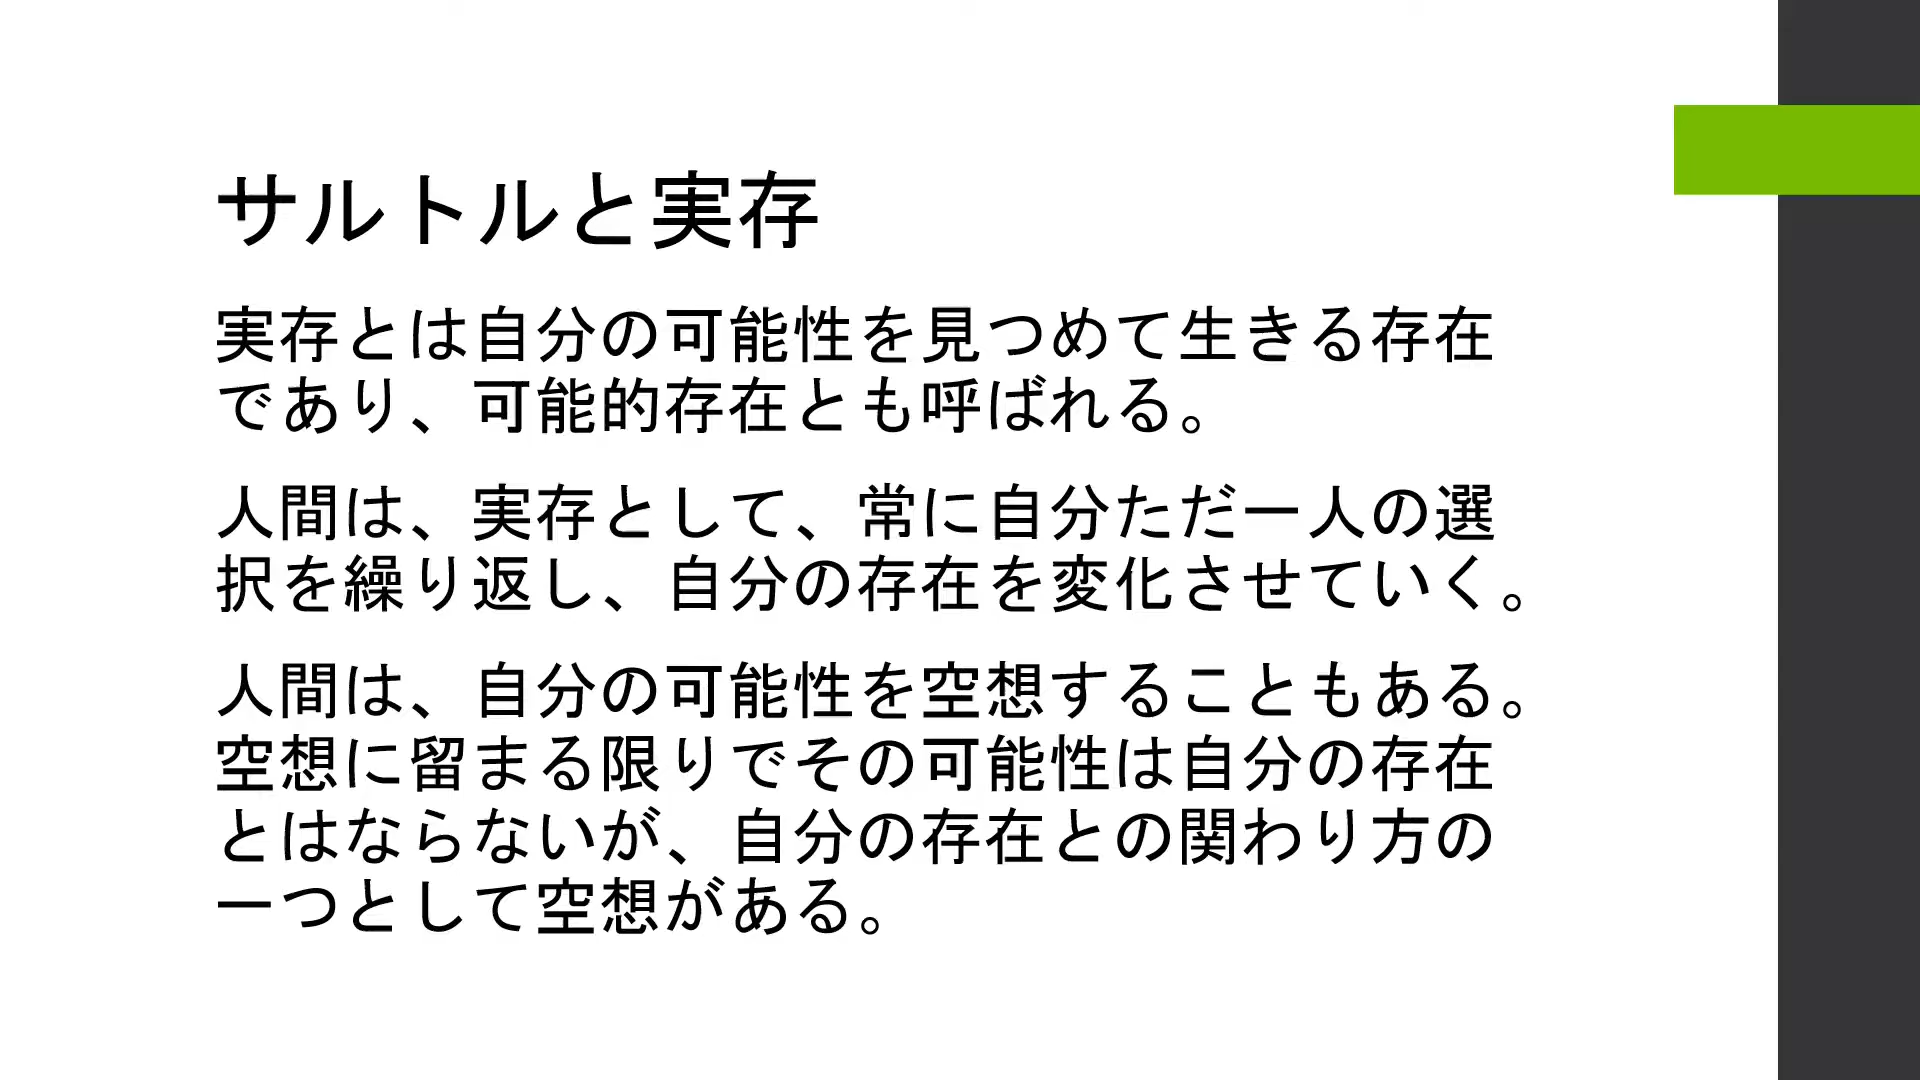 サルトルと実存
実存とは自分の可能性を見つめて生きる存在
であり、可能的存在とも呼ばれる。
人間は、実存として、常に自分ただ一人の選
択を繰り返し、自分の存在を変化させていく。
人間は、自分の可能性を空想することもある。
空想に留まる限りでその可能性は自分の存在
とはならないが、自分の存在との関わり方の
一つとして空想がある。